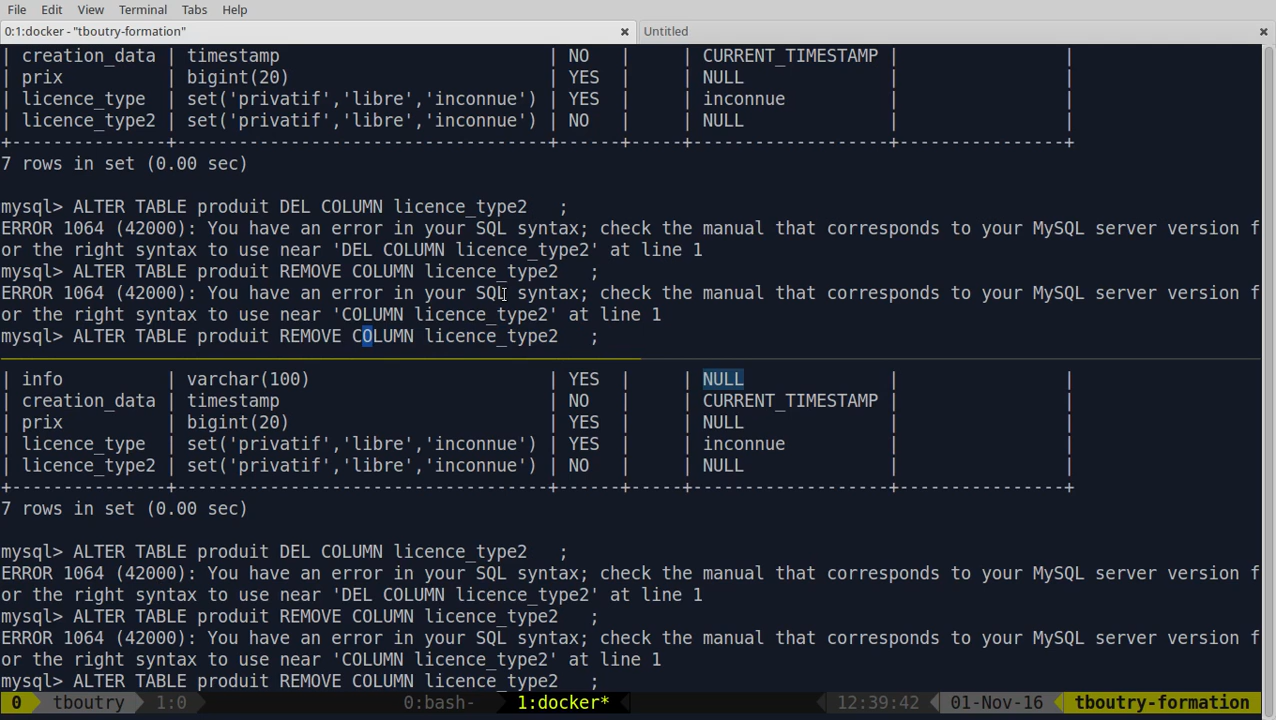 File Edit View Terminal Tabs Help
0:1:docker - "tboutry-formation" × Untitled ×
| creation_data | timestamp | NO | | CURRENT_TIMESTAMP | |
| prix | bigint(20) | YES | | NULL | |
| licence_type | set('privatif','libre','inconnue') | YES | | inconnue | |
| licence_type2 | set('privatif','libre','inconnue') | NO | | NULL | |
+---------------+------------------------------------+------+-----+-------------------+----------------+
7 rows in set (0.00 sec)
mysql> ALTER TABLE produit DEL COLUMN licence_type2 ;
ERROR 1064 (42000): You have an error in your SQL syntax; check the manual that corresponds to your MySQL server version f
or the right syntax to use near 'DEL COLUMN licence_type2' at line 1
mysql> ALTER TABLE produit REMOVE COLUMN licence_type2 ;
ERROR 1064 (42000): You have an error in your SQL syntax; check the manual that corresponds to your MySQL server version f
or the right syntax to use near 'COLUMN licence_type2' at line 1
mysql> ALTER TABLE produit REMOVE COLUMN licence_type2 ;
| info | varchar(100) | YES | | NULL | |
| creation_data | timestamp | NO | | CURRENT_TIMESTAMP | |
| prix | bigint(20) | YES | | NULL | |
| licence_type | set('privatif','libre','inconnue') | YES | | inconnue | |
| licence_type2 | set('privatif','libre','inconnue') | NO | | NULL | |
+---------------+------------------------------------+------+-----+-------------------+----------------+
7 rows in set (0.00 sec)
mysql> ALTER TABLE produit DEL COLUMN licence_type2 ;
ERROR 1064 (42000): You have an error in your SQL syntax; check the manual that corresponds to your MySQL server version f
or the right syntax to use near 'DEL COLUMN licence_type2' at line 1
mysql> ALTER TABLE produit REMOVE COLUMN licence_type2 ;
ERROR 1064 (42000): You have an error in your SQL syntax; check the manual that corresponds to your MySQL server version f
or the right syntax to use near 'COLUMN licence_type2' at line 1
mysql> ALTER TABLE produit REMOVE COLUMN licence_type2 ;
0 tboutry 1:0 0:bash- 1:docker* 12:39:42 01-Nov-16 tboutry-formation